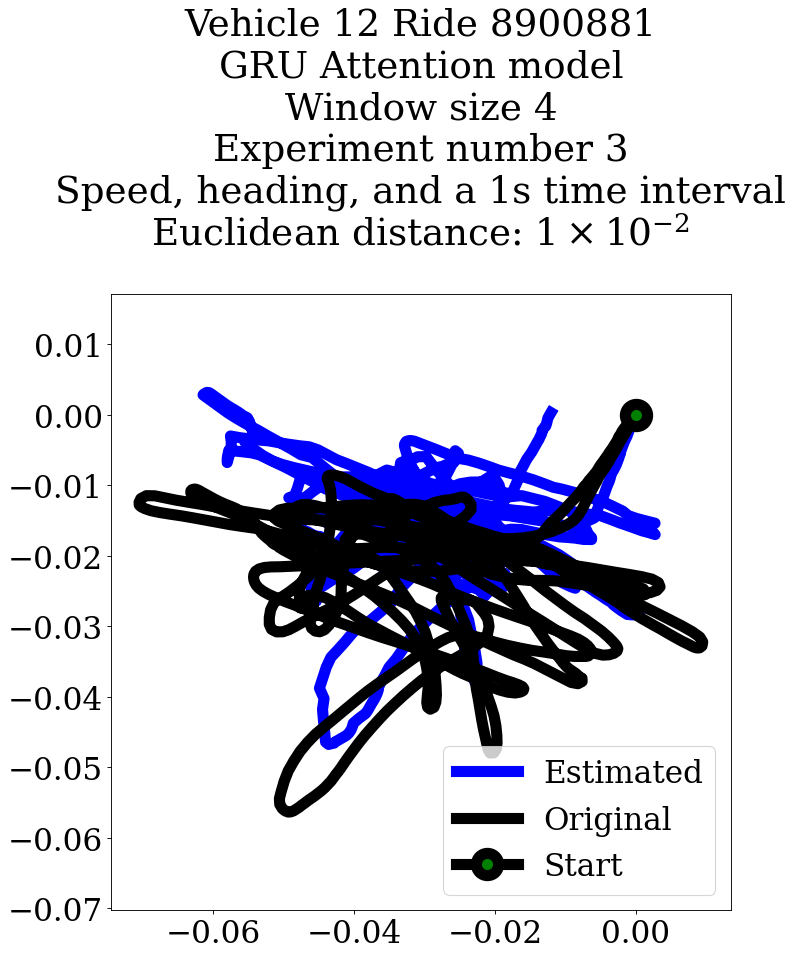 Vehicle 12 Ride 8900881
GRU Attention model
Window size 4
Experiment number 3
Speed, heading, and a 1s time interval
Euclidean distance: 1 × 10⁻²
0.01
0.00
−0.01
−0.02
−0.03
−0.04
−0.05
−0.06
−0.07
Estimated
Original
Start
−0.06 −0.04 −0.02 0.00